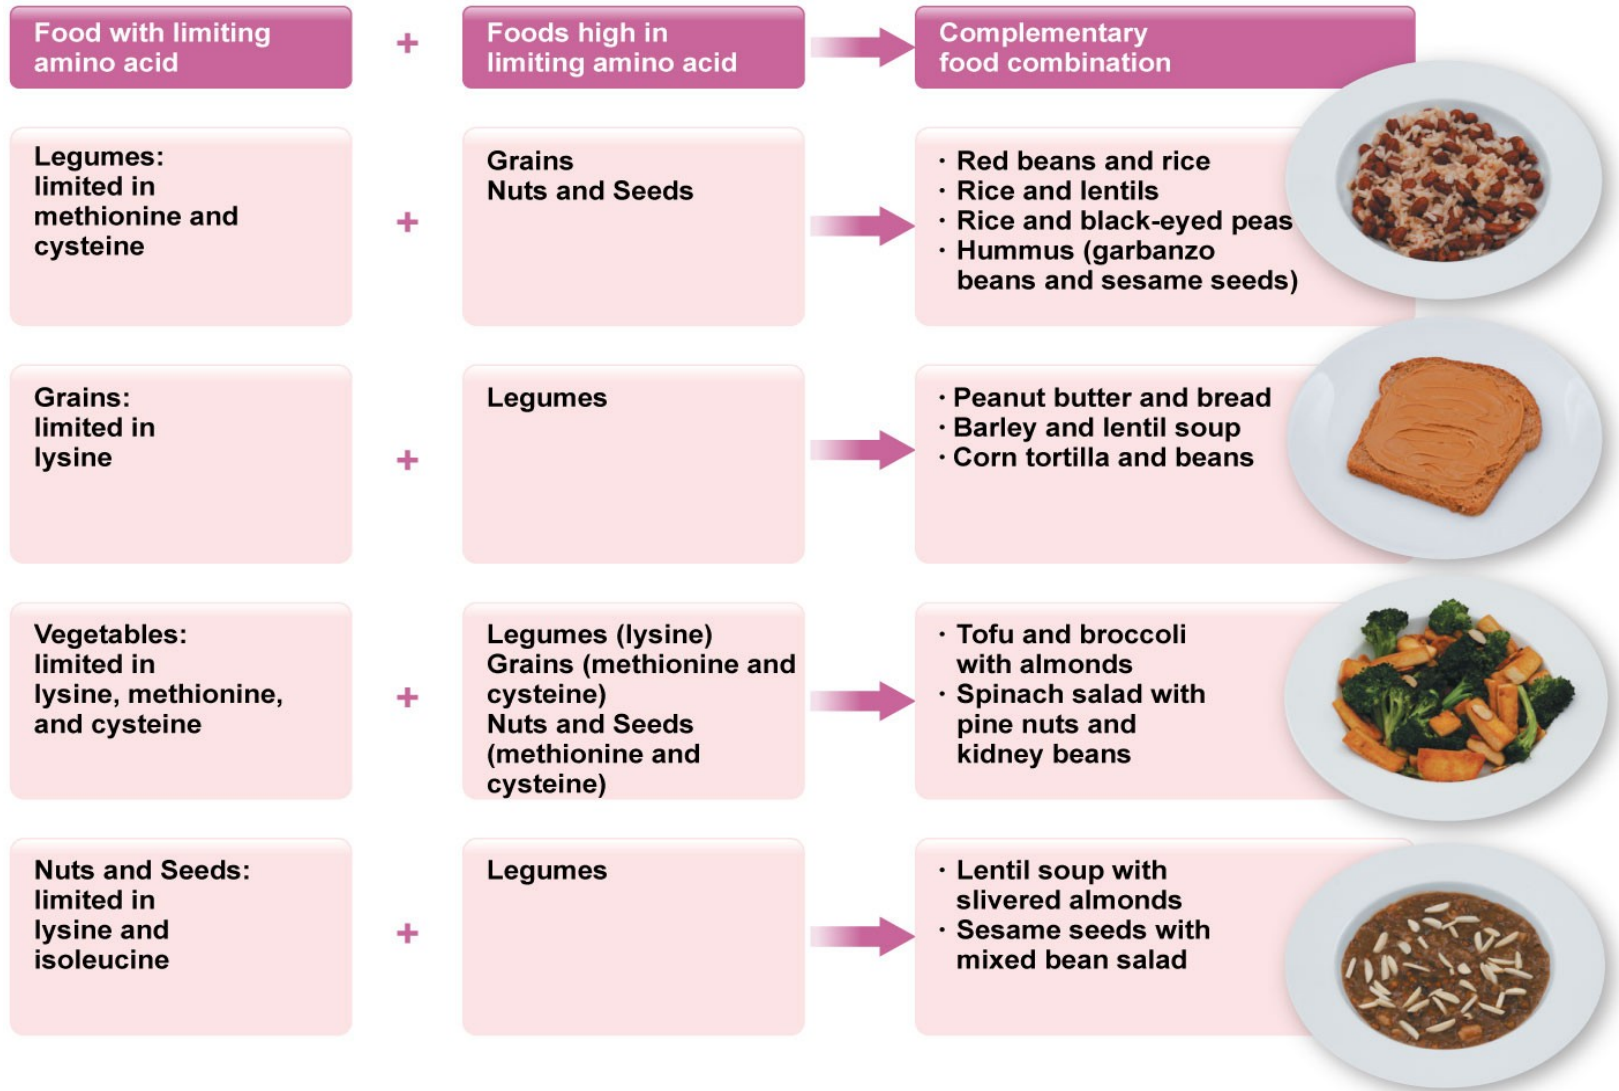 Food with limiting
amino acid
+
Foods high in
limiting amino acid
Complementary
food combination
Legumes:
limited in
methionine and
cysteine
+
Grains
Nuts and Seeds
· Red beans and rice
· Rice and lentils
· Rice and black-eyed peas
· Hummus (garbanzo
beans and sesame seeds)
Grains:
limited in
lysine
+
Legumes
· Peanut butter and bread
· Barley and lentil soup
· Corn tortilla and beans
Vegetables:
limited in
lysine, methionine,
and cysteine
+
Legumes (lysine)
Grains (methionine and
cysteine)
Nuts and Seeds
(methionine and
cysteine)
· Tofu and broccoli
with almonds
· Spinach salad with
pine nuts and
kidney beans
Nuts and Seeds:
limited in
lysine and
isoleucine
+
Legumes
· Lentil soup with
slivered almonds
· Sesame seeds with
mixed bean salad